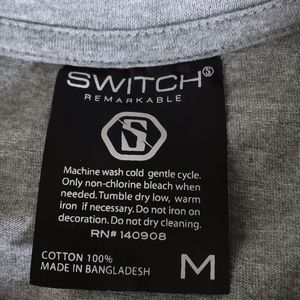 SWITCH
REMARKABLE
S
Machine wash cold gentle cycle.
Only non-chlorine bleach when
needed. Tumble dry low, warm
iron if necessary. Do not iron on
decoration. Do not dry cleaning.
RN# 140908
COTTON 100%
MADE IN BANGLADESH
M